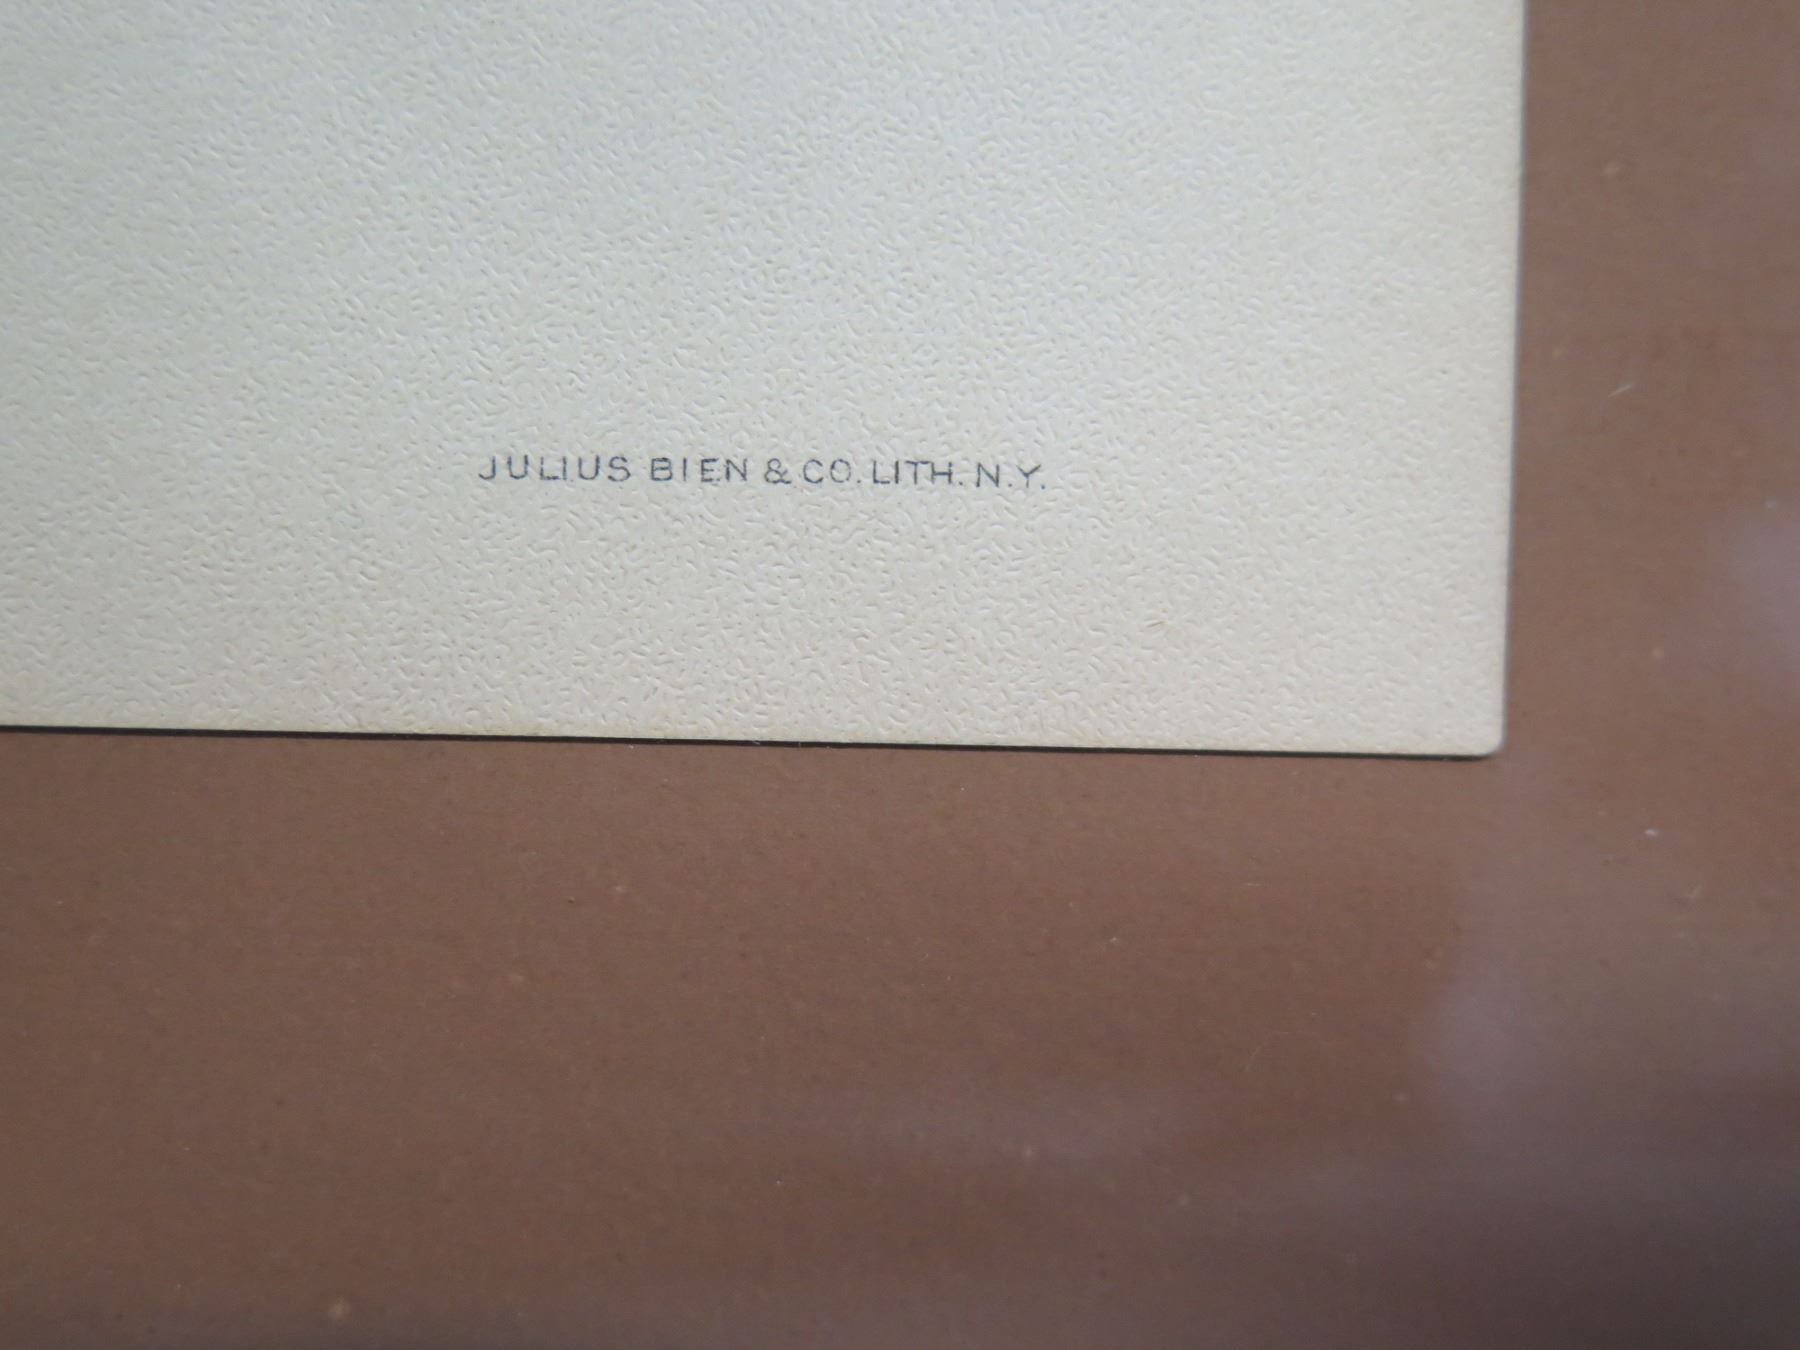 JULIUS BIEN & CO. LITH. N.Y.